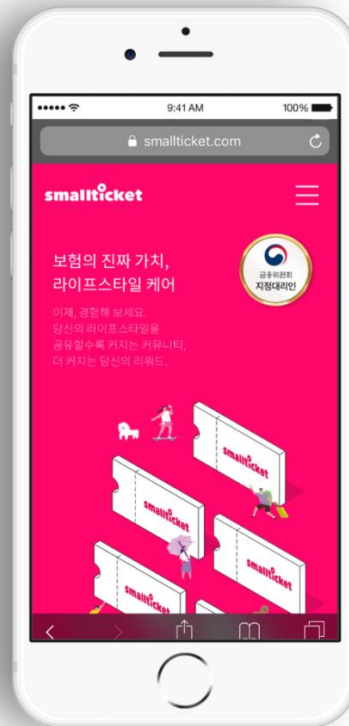 9:41 AM
100%
smallticket.com
smallticket
보험의 진짜 가치,
라이프스타일 케어
금융위원회
지정대리인
이제, 경험해 보세요.
당신의 라이프스타일을
공유할수록 커지는 커뮤니티,
더 커지는 당신의 리워드.
smallticket
smallticket
smallticket
smallticket